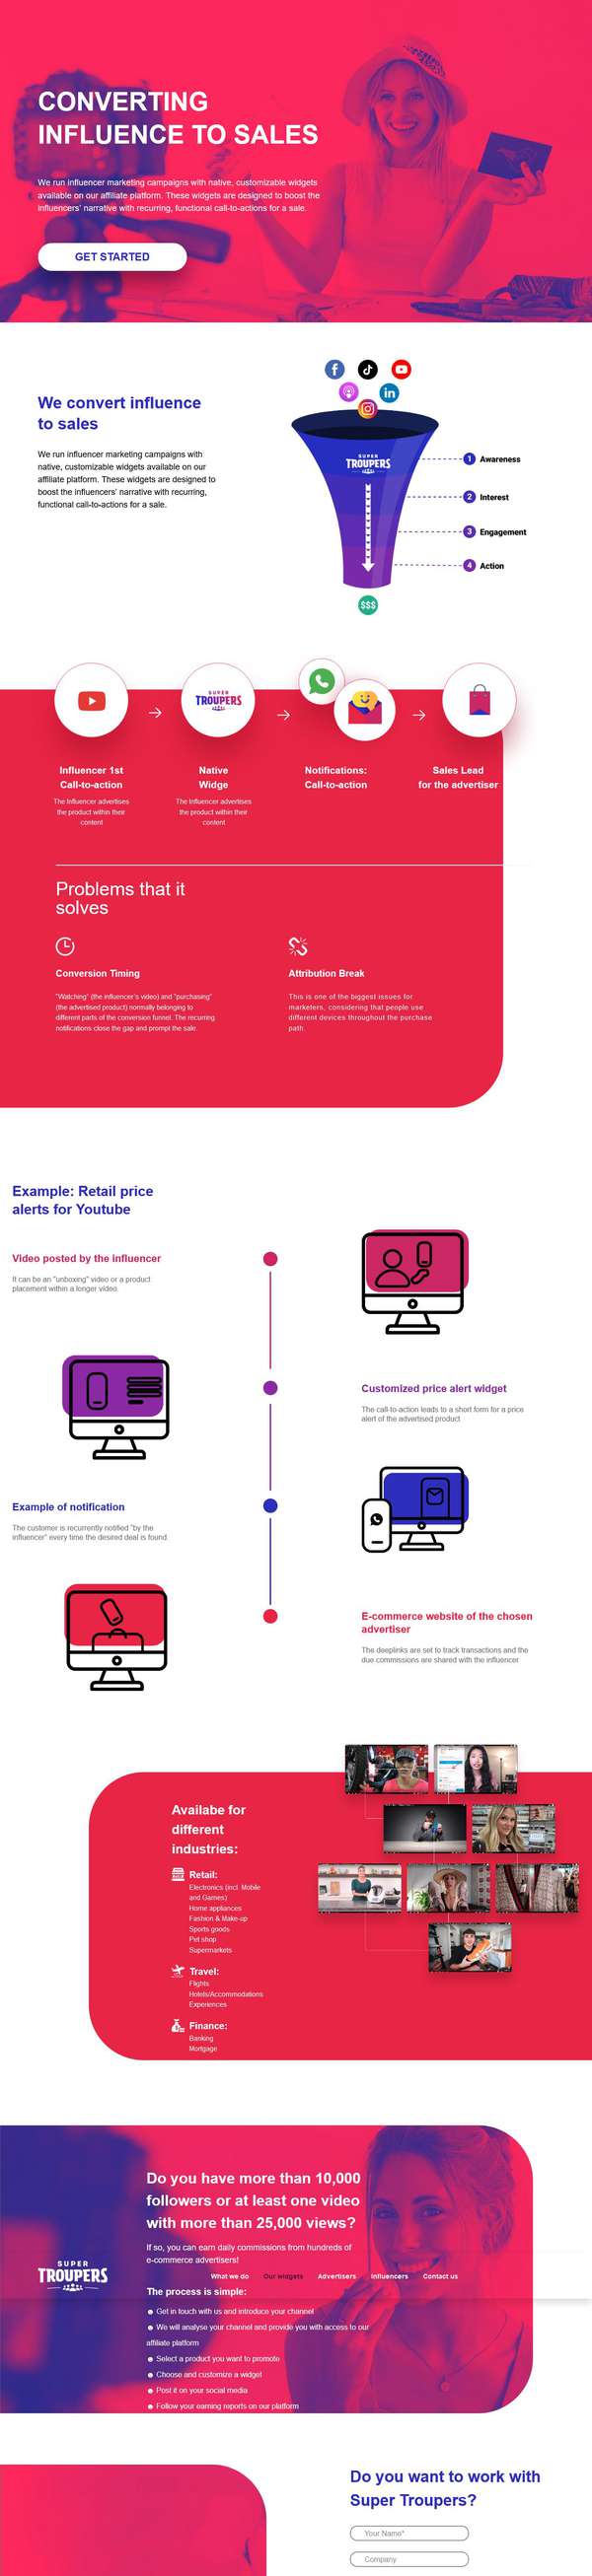 CONVERTING
INFLUENCE TO SALES
We run influencer marketing campaigns with native, customizable widgets
available on our affiliate platform. These widgets are designed to boost the
influencers' narrative with recurring, functional call-to-actions for a sale.
GET STARTED
We convert influence
to sales
We run influencer marketing campaigns with
native, customizable widgets available on our
affiliate platform. These widgets are designed to
boost the influencers' narrative with recurring,
functional call-to-actions for a sale.
SUPER
TROUPERS
1 Awareness
2 Interest
3 Engagement
4 Action
$$$
SUPER
TROUPERS
Influencer 1st
Call-to-action
The Influencer advertises
the product within their
content
Native
Widge
The Influencer advertises
the product within their
content
Notifications:
Call-to-action
Sales Lead
for the advertiser
Problems that it
solves
Conversion Timing
"Watching" (the influencer's video) and "purchasing"
(the advertised product) normally belonging to
different parts of the conversion funnel. The recurring
notifications close the gap and prompt the sale
Attribution Break
This is one of the biggest issues for
marketers, considering that people use
different devices throughout the purchase
path.
Example: Retail price
alerts for Youtube
Video posted by the influencer
It can be an "unboxing" video or a product
placement within a longer video.
Customized price alert widget
The call-to-action leads to a short form for a price
alert of the advertised product
Example of notification
The customer is recurrently notified "by the
influencer" every time the desired deal is found
E-commerce website of the chosen
advertiser
The deeplinks are set to track transactions and the
due commissions are shared with the influencer
Availabe for
different
industries:
Retail:
Electronics (incl. Mobile
and Games)
Home appliances
Fashion & Make-up
Sports goods
Pet shop
Supermarkets
Travel:
Flights
Hotels/Accommodations
Experiences
Finance:
Banking
Mortgage
Do you have more than 10,000
followers or at least one video
with more than 25,000 views?
If so, you can earn daily commissions from hundreds of
e-commerce advertisers!
SUPER
TROUPERS
What we do Our widgets Advertisers Influencers Contact us
The process is simple:
Get in touch with us and introduce your channel
We will analyse your channel and provide you with access to our
affiliate platform
Select a product you want to promote
Choose and customize a widget
Post it on your social media
Follow your earning reports on our platform
Do you want to work with
Super Troupers?
Your Name*
Company